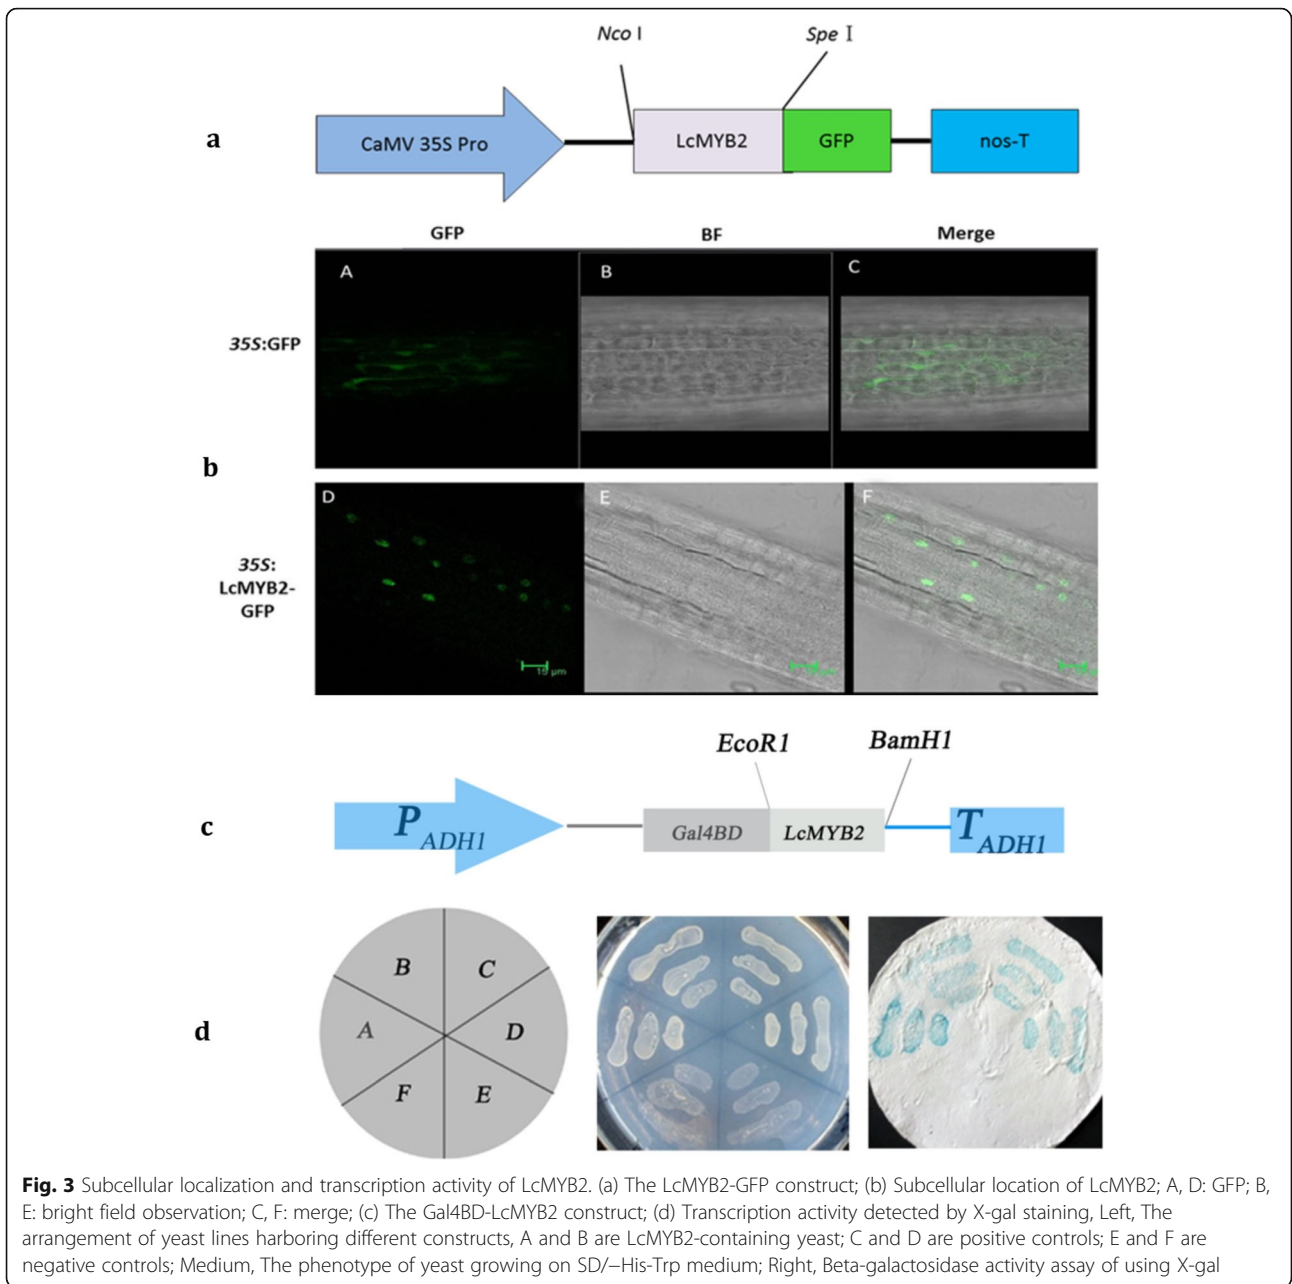 Nco I
Spe I
a
CaMV 35S Pro
LcMYB2
GFP
nos-T
GFP
BF
Merge
A
B
C
35S:GFP
b
D
E
F
35S:
LcMYB2-
GFP
15 µm
EcoR1
BamH1
c
P ADH1
Gal4BD
LcMYB2
T ADH1
d
B
C
A
D
F
E
Fig. 3 Subcellular localization and transcription activity of LcMYB2. (a) The LcMYB2-GFP construct; (b) Subcellular location of LcMYB2; A, D: GFP; B,
E: bright field observation; C, F: merge; (c) The Gal4BD-LcMYB2 construct; (d) Transcription activity detected by X-gal staining, Left, The
arrangement of yeast lines harboring different constructs, A and B are LcMYB2-containing yeast; C and D are positive controls; E and F are
negative controls; Medium, The phenotype of yeast growing on SD/−His-Trp medium; Right, Beta-galactosidase activity assay of using X-gal